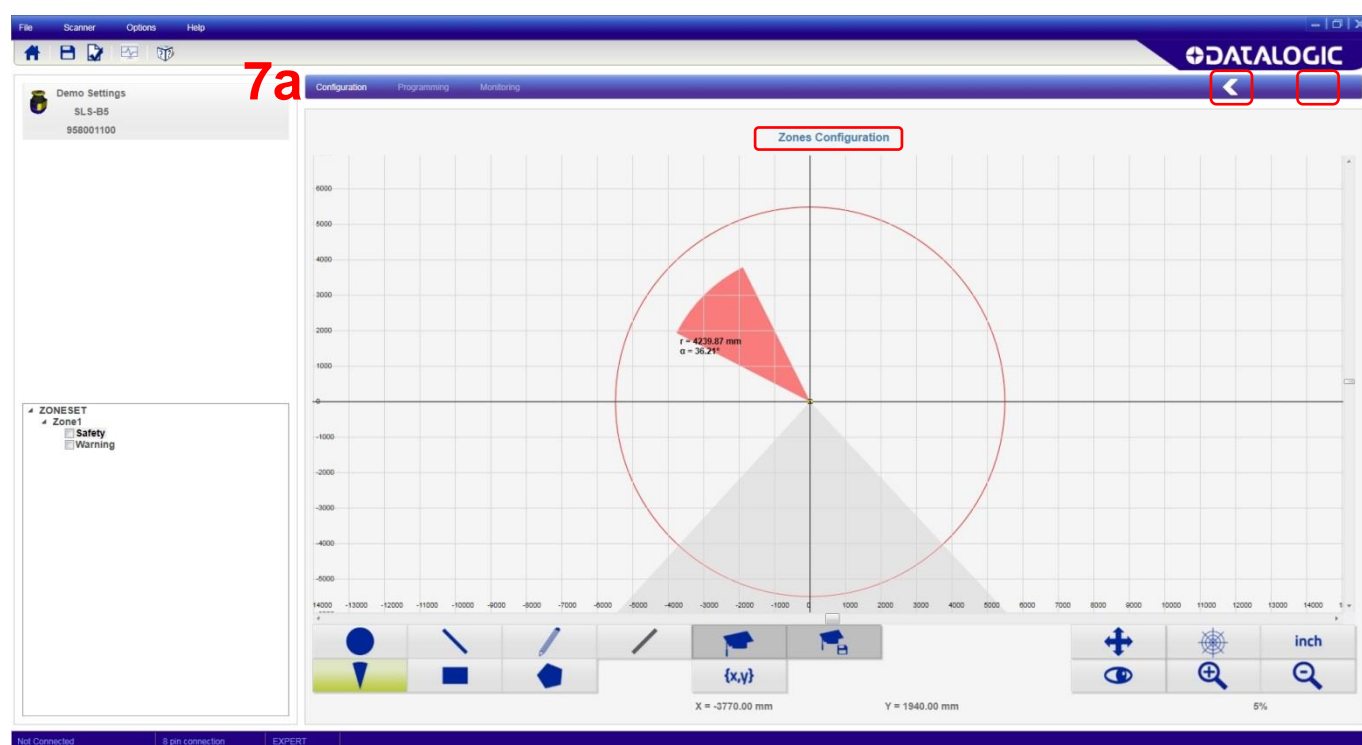 File Scanner Options Help
DATALOGIC
7a
Configuration Programming Monitoring
Demo Settings
SLS-B5
958001100
Zones Configuration
6000
5000
4000
3000
2000
r = 4239.87 mm
α = 36.21°
1000
0
ZONESET
Zone1
Safety
Warning
-1000
-2000
-3000
-4000
-5000
14000 -13000 -12000 -11000 -10000 -9000 -8000 -7000 -6000 -5000 -4000 -3000 -2000 -1000 0 1000 2000 3000 4000 5000 6000 7000 8000 9000 10000 11000 12000 13000 14000 1
inch
{x,y}
X = -3770.00 mm Y = 1940.00 mm 5%
Not Connected 8 pin connection EXPERT